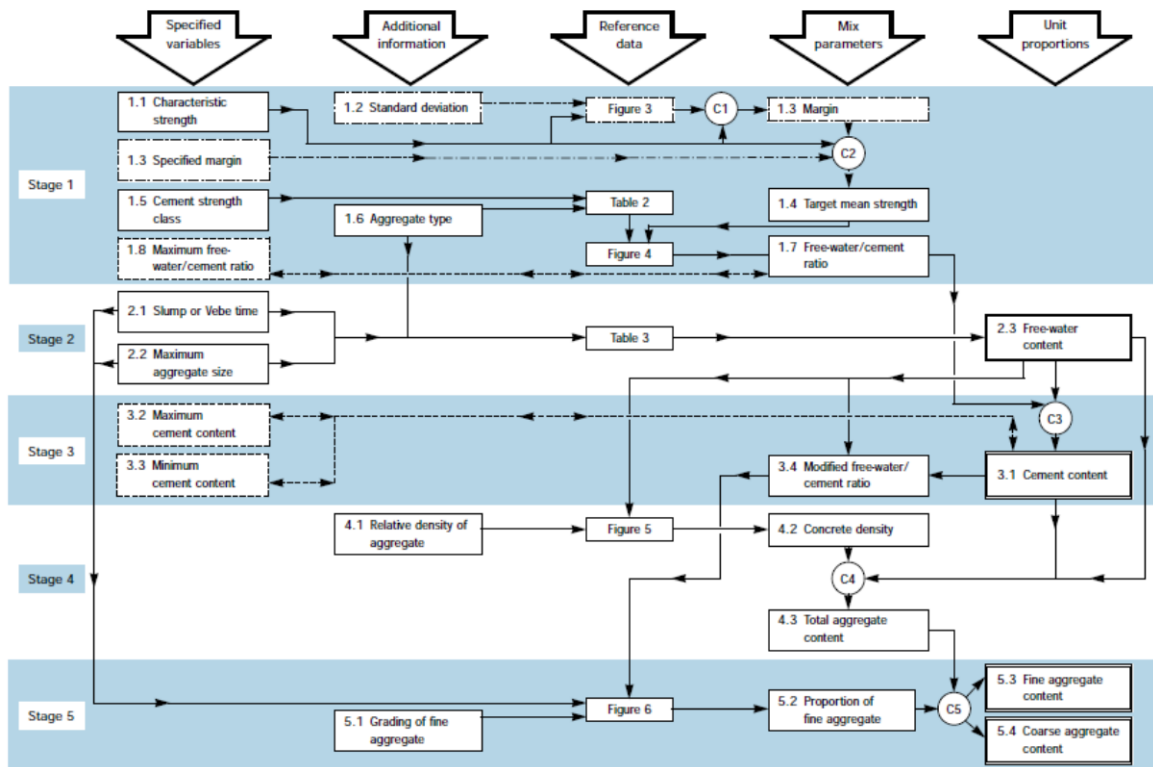 Specified
variables
Additional
information
Reference
data
Mix
parameters
Unit
proportions
Stage 1
1.1 Characteristic
strength
1.2 Standard deviation
Figure 3
C1
1.3 Margin
1.3 Specified margin
C2
1.5 Cement strength
class
1.6 Aggregate type
Table 2
1.4 Target mean strength
1.8 Maximum free-
water/cement ratio
Figure 4
1.7 Free-water/cement
ratio
Stage 2
2.1 Slump or Vebe time
2.2 Maximum
aggregate size
Table 3
2.3 Free-water
content
Stage 3
3.2 Maximum
cement content
C3
3.3 Minimum
cement content
3.4 Modified free-water/
cement ratio
3.1 Cement content
Stage 4
4.1 Relative density of
aggregate
Figure 5
4.2 Concrete density
C4
4.3 Total aggregate
content
Stage 5
5.1 Grading of fine
aggregate
Figure 6
5.2 Proportion of
fine aggregate
C5
5.3 Fine aggregate
content
5.4 Coarse aggregate
content